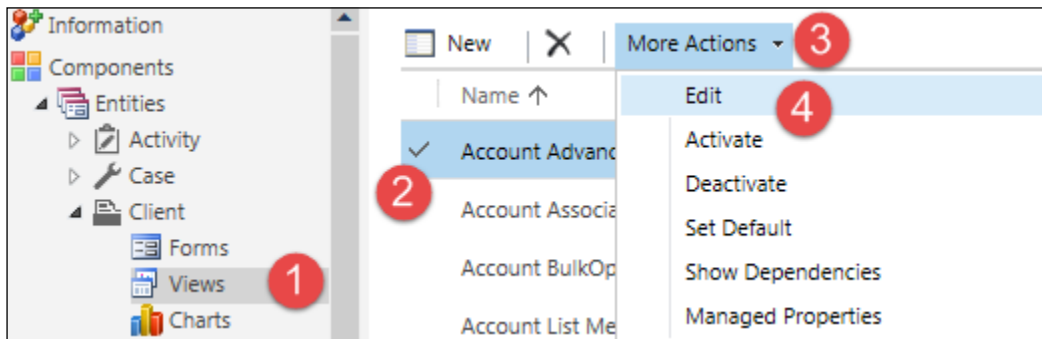 Information
Components
Entities
Activity
Case
Client
Forms
Views
1
Charts
New
More Actions
3
Name
Edit
4
Account Advanc
Activate
2
Deactivate
Account Associa
Set Default
Account BulkOp
Show Dependencies
Account List Me
Managed Properties